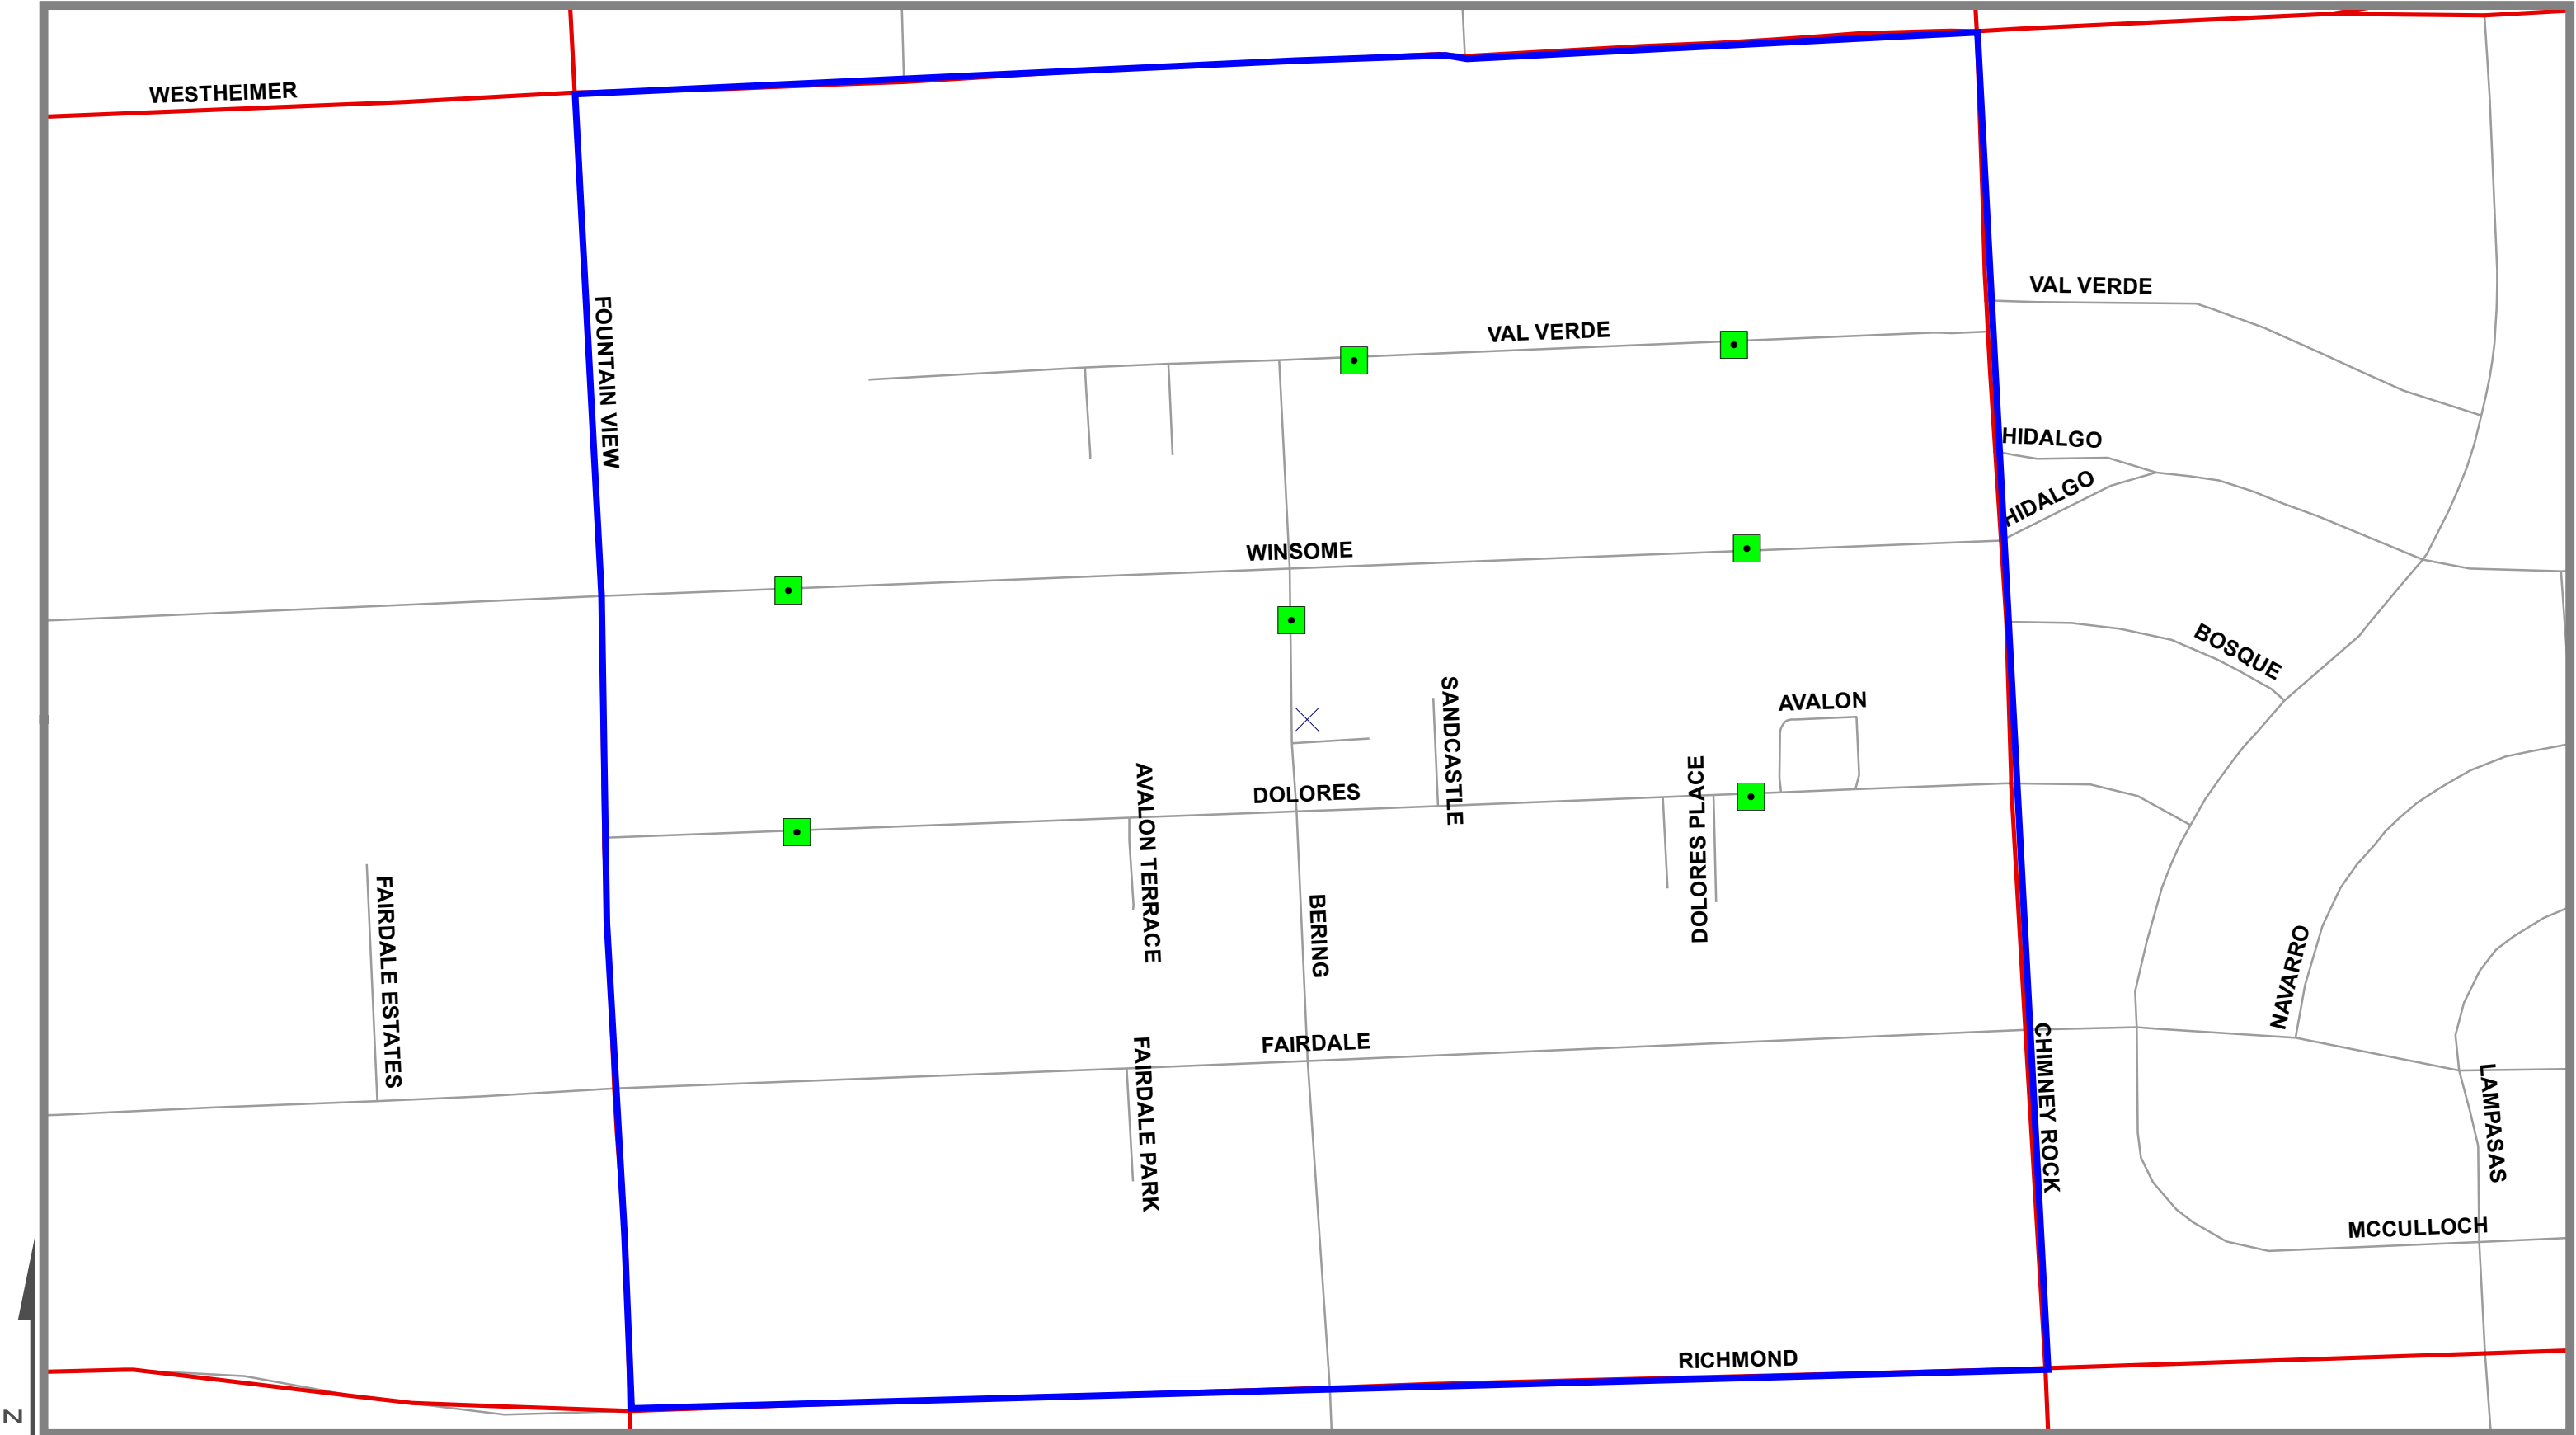 WESTHEIMER
FOUNTAIN VIEW
VAL VERDE
VAL VERDE
HIDALGO
HIDALGO
WINSOME
BOSQUE
SANDCASTLE
AVALON
DOLORES PLACE
AVALON TERRACE
DOLORES
FAIRDALE ESTATES
BERING
NAVARRO
CHIMNEY ROCK
FAIRDALE
FAIRDALE PARK
LAMPASAS
MCCULLOCH
RICHMOND
N